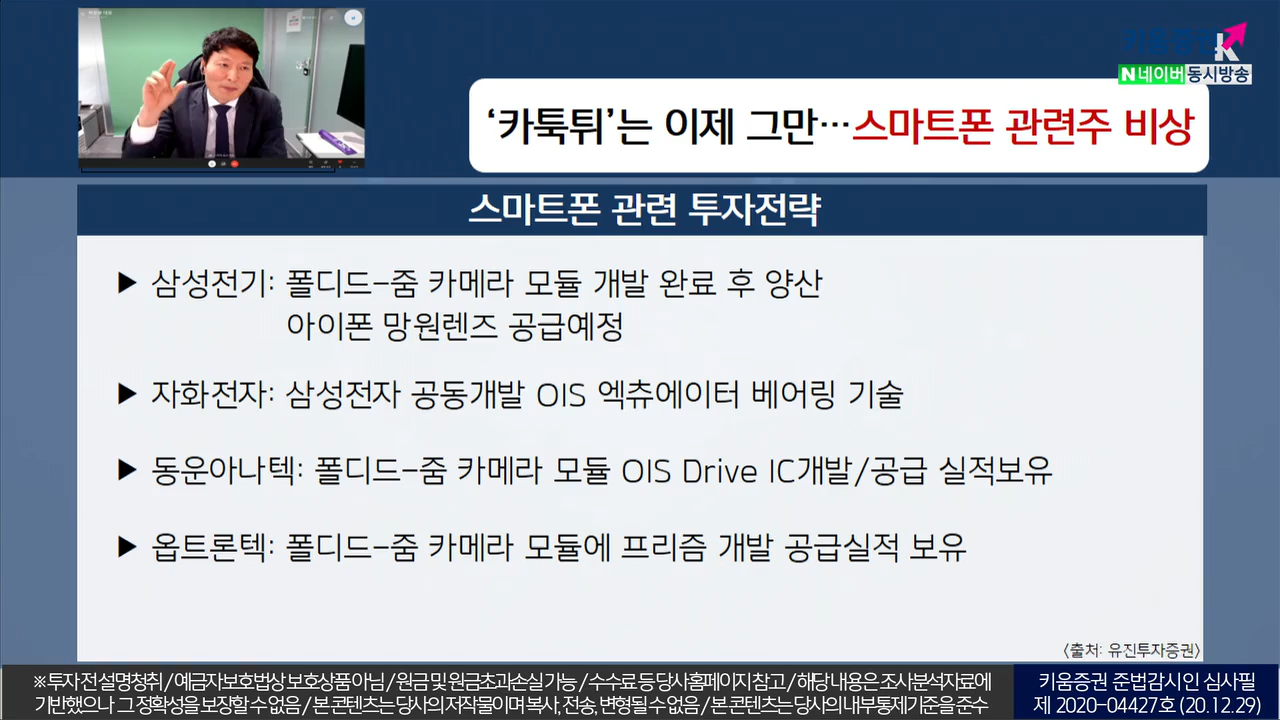 키움증권
N네이버동시방송
‘카툭튀’는 이제 그만…스마트폰 관련주 비상
스마트폰 관련 투자전략
▶ 삼성전기: 폴디드-줌 카메라 모듈 개발 완료 후 양산
아이폰 망원렌즈 공급예정
▶ 자화전자: 삼성전자 공동개발 OIS 엑츄에이터 베어링 기술
▶ 동운아나텍: 폴디드-줌 카메라 모듈 OIS Drive IC개발/공급 실적보유
▶ 옵트론텍: 폴디드-줌 카메라 모듈에 프리즘 개발 공급실적 보유
<출처: 유진투자증권>
※ 투자 전 설명청취 / 예금자보호법상 보호상품 아님 / 원금 및 원금초과손실 가능 / 수수료 등 당사홈페이지 참고 / 해당 내용은 조사분석자료에
기반했으나 그 정확성을 보장할 수 없음 / 본 콘텐츠는 당사의 저작물이며 복사, 전송, 변형될 수 없음 / 본 콘텐츠는 당사의 내부통제기준을 준수
키움증권 준법감시인 심사필
제 2020-04427호 (20.12.29)